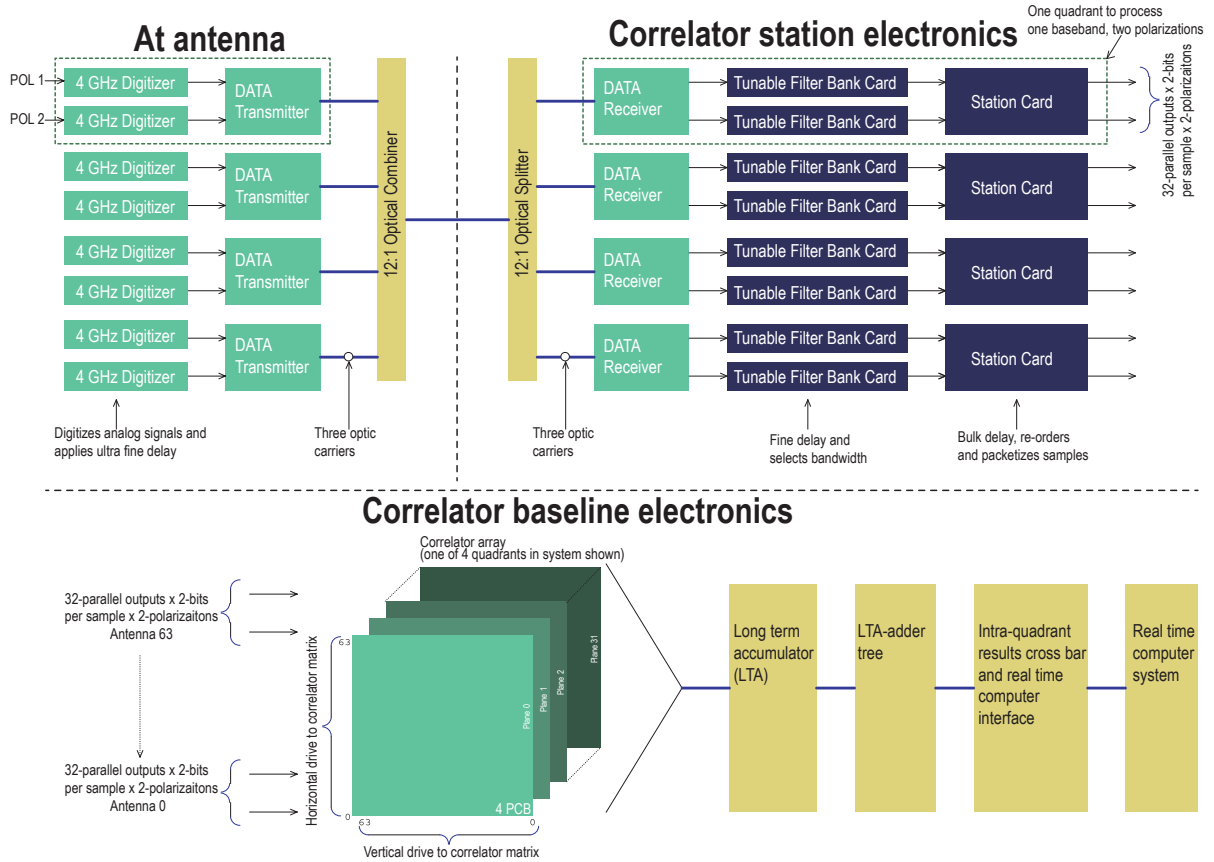 At antenna
Correlator station electronics
One quadrant to process
one baseband, two polarizations
POL 1
POL 2
4 GHz Digitizer
4 GHz Digitizer
DATA
Transmitter
4 GHz Digitizer
4 GHz Digitizer
DATA
Transmitter
4 GHz Digitizer
4 GHz Digitizer
DATA
Transmitter
4 GHz Digitizer
4 GHz Digitizer
DATA
Transmitter
12:1 Optical Combiner
12:1 Optical Splitter
DATA
Receiver
Tunable Filter Bank Card
Tunable Filter Bank Card
Station Card
DATA
Receiver
Tunable Filter Bank Card
Tunable Filter Bank Card
Station Card
DATA
Receiver
Tunable Filter Bank Card
Tunable Filter Bank Card
Station Card
DATA
Receiver
Tunable Filter Bank Card
Tunable Filter Bank Card
Station Card
32-parallel outputs x 2-bits
per sample x 2-polarizaitons
Digitizes analog signals and
applies ultra fine delay
Three optic
carriers
Three optic
carriers
Fine delay and
selects bandwidth
Bulk delay, re-orders
and packetizes samples
Correlator baseline electronics
Correlator array
(one of 4 quadrants in system shown)
32-parallel outputs x 2-bits
per sample x 2-polarizaitons
Antenna 63
32-parallel outputs x 2-bits
per sample x 2-polarizaitons
Antenna 0
Horizontal drive to correlator matrix
63
0
Plane 0
Plane 1
Plane 2
Plane 31
4 PCB
63
0
Vertical drive to correlator matrix
Long term
accumulator
(LTA)
LTA-adder
tree
Intra-quadrant
results cross bar
and real time
computer
interface
Real time
computer
system